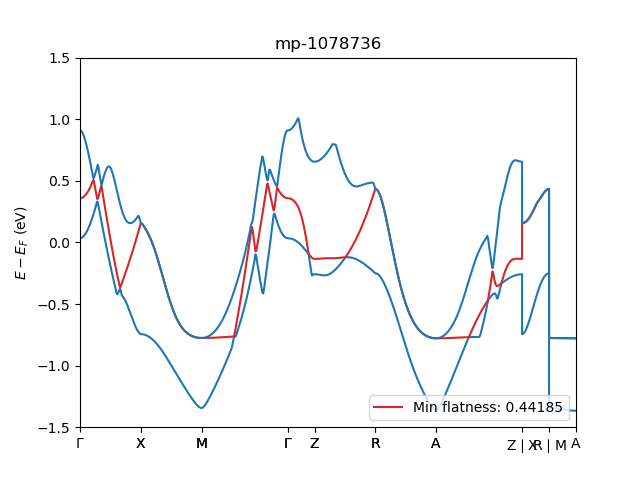 mp-1078736
E − E_F (eV)
1.5
1.0
0.5
0.0
−0.5
−1.0
−1.5
Min flatness: 0.44185
Γ X M Γ Z R A Z | X R | M A